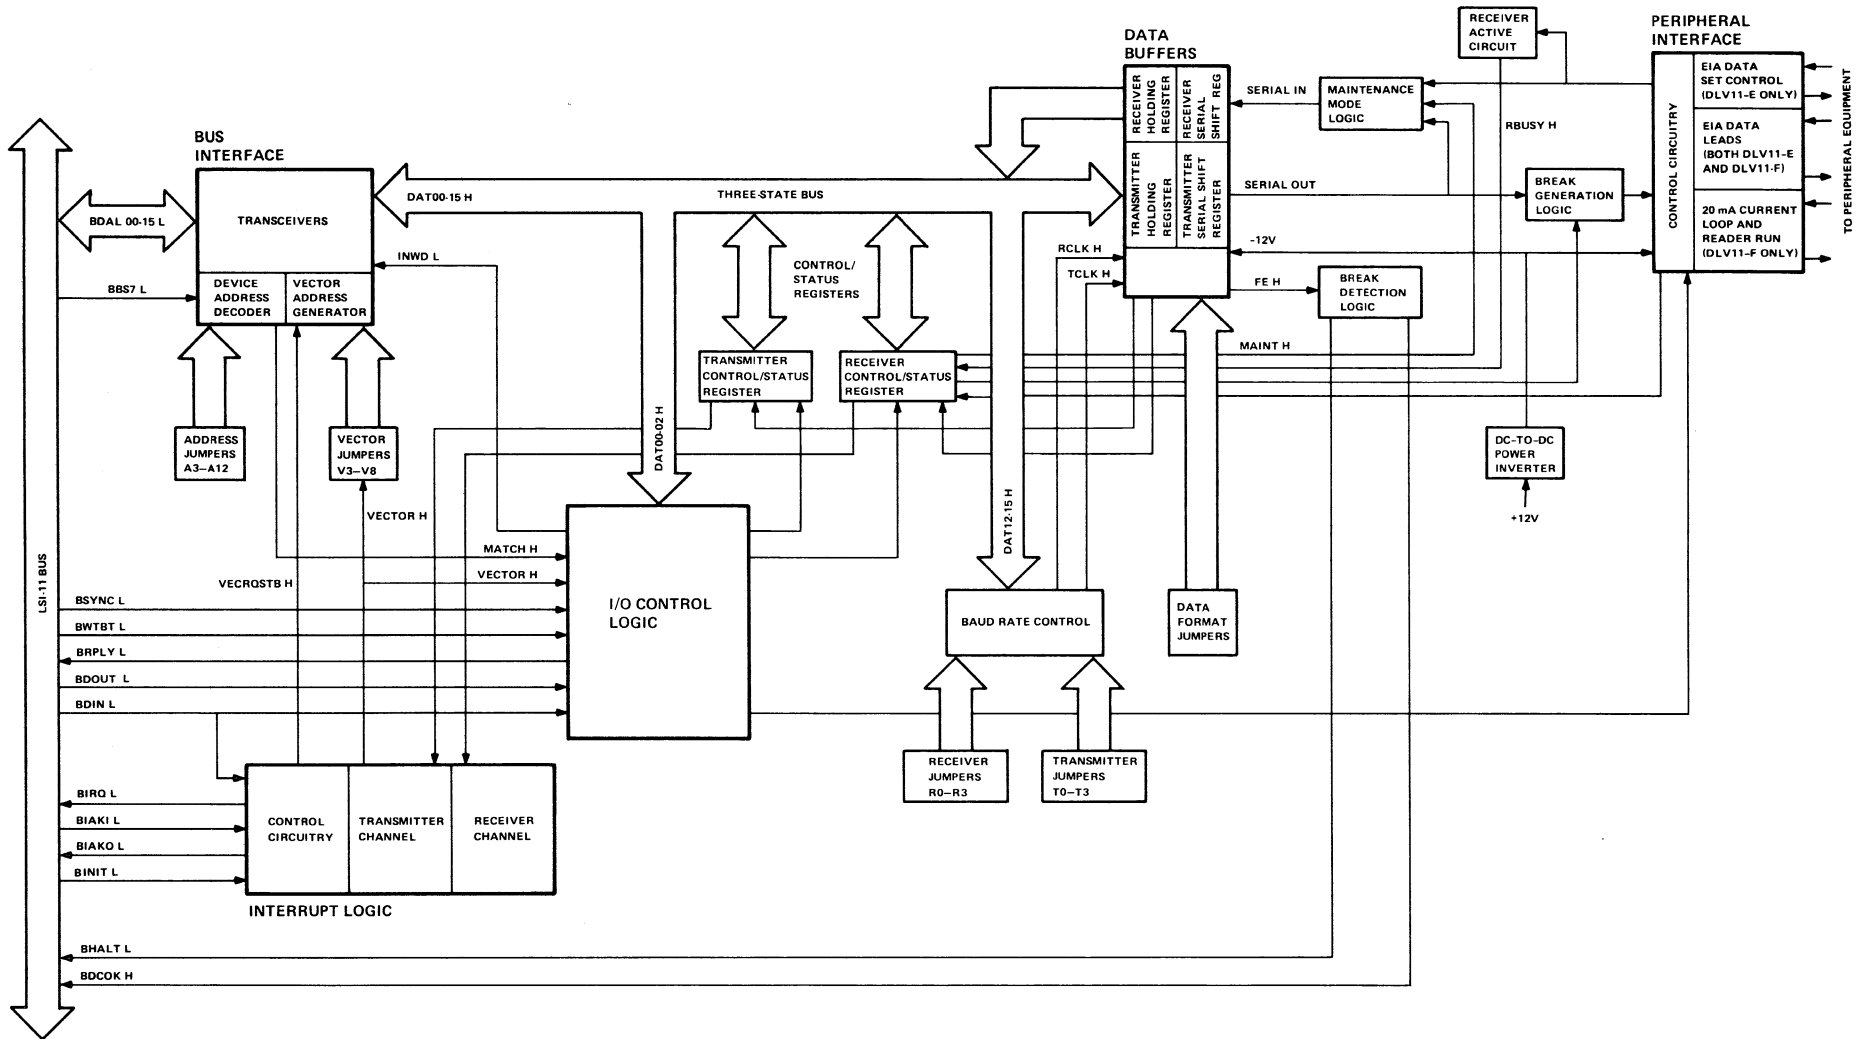 RECEIVER
ACTIVE
CIRCUIT
PERIPHERAL
INTERFACE
DATA
BUFFERS
EIA DATA
SET CONTROL
(DLV11-E ONLY)
EIA DATA
LEADS
(BOTH DLV11-E
AND DLV11-F)
20 mA CURRENT
LOOP AND
READER RUN
(DLV11-F ONLY)
CONTROL CIRCUITRY
TO PERIPHERAL EQUIPMENT
RECEIVER
HOLDING
REGISTER
RECEIVER
SERIAL
SHIFT REG
TRANSMITTER
HOLDING
REGISTER
TRANSMITTER
SERIAL SHIFT
REGISTER
SERIAL IN
MAINTENANCE
MODE
LOGIC
RBUSY H
SERIAL OUT
BREAK
GENERATION
LOGIC
-12V
RCLK H
TCLK H
FE H
BREAK
DETECTION
LOGIC
MAINT H
BUS
INTERFACE
TRANSCEIVERS
BDAL 00-15 L
DAT00-15 H
THREE-STATE BUS
INWD L
BBS7 L
DEVICE
ADDRESS
DECODER
VECTOR
ADDRESS
GENERATOR
CONTROL/
STATUS
REGISTERS
TRANSMITTER
CONTROL/STATUS
REGISTER
RECEIVER
CONTROL/STATUS
REGISTER
ADDRESS
JUMPERS
A3–A12
VECTOR
JUMPERS
V3–V8
DAT00-02 H
DAT12-15 H
DC-TO-DC
POWER
INVERTER
+12V
VECTOR H
MATCH H
VECTOR H
VECRQSTB H
LSI-11 BUS
BSYNC L
BWTBT L
BRPLY L
BDOUT L
BDIN L
I/O CONTROL
LOGIC
BAUD RATE CONTROL
DATA
FORMAT
JUMPERS
RECEIVER
JUMPERS
R0–R3
TRANSMITTER
JUMPERS
T0–T3
BIRQ L
BIAKI L
BIAKO L
BINIT L
CONTROL
CIRCUITRY
TRANSMITTER
CHANNEL
RECEIVER
CHANNEL
INTERRUPT LOGIC
BHALT L
BDCOK H